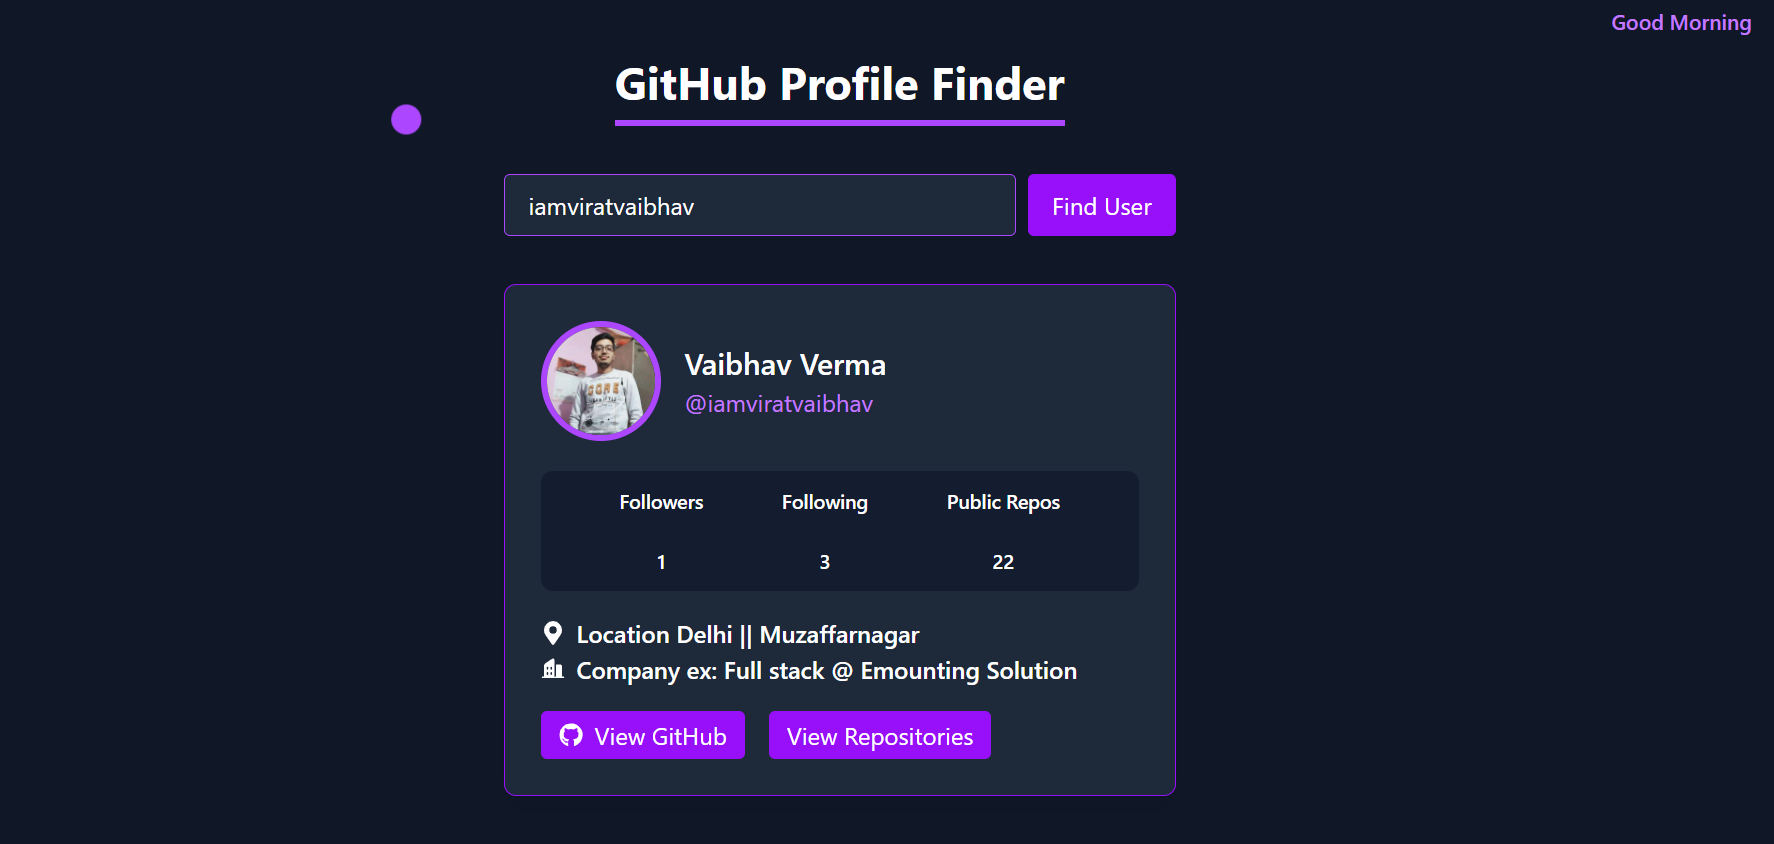 Good Morning
GitHub Profile Finder
iamviratvaibhav
Find User
Vaibhav Verma
@iamviratvaibhav
Followers Following Public Repos
1 3 22
Location Delhi || Muzaffarnagar
Company ex: Full stack @ Emounting Solution
View GitHub View Repositories